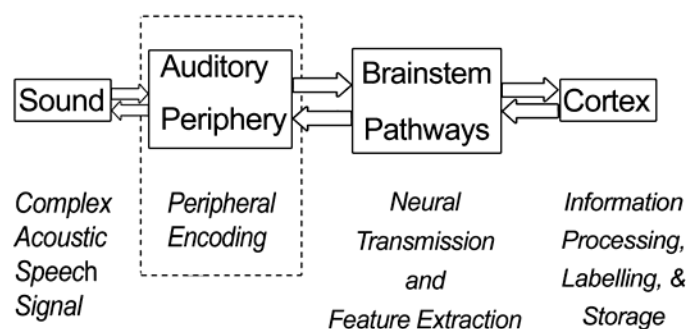 Sound
Auditory
Periphery
Brainstem
Pathways
Cortex
Complex
Acoustic
Speech
Signal
Peripheral
Encoding
Neural
Transmission
and
Feature Extraction
Information
Processing,
Labelling, &
Storage